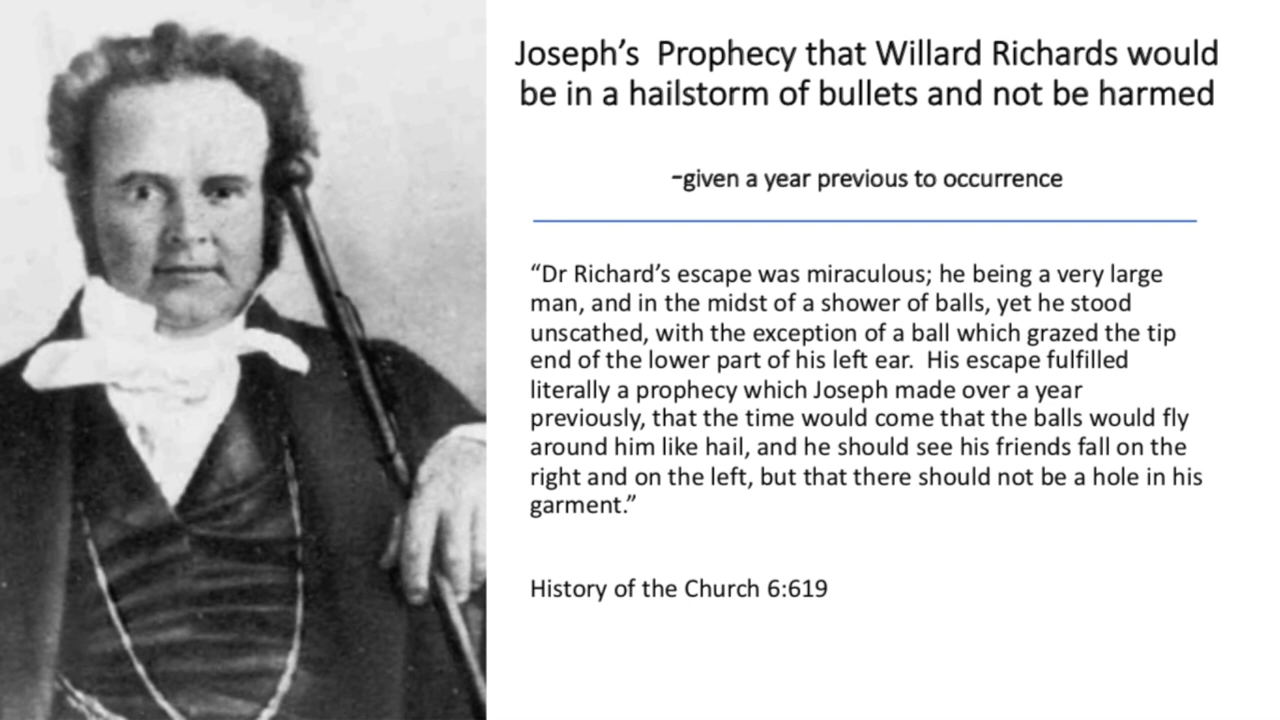 Joseph’s  Prophecy that Willard Richards would
be in a hailstorm of bullets and not be harmed
-given a year previous to occurrence
“Dr Richard’s escape was miraculous; he being a very large
man, and in the midst of a shower of balls, yet he stood
unscathed, with the exception of a ball which grazed the tip
end of the lower part of his left ear.  His escape fulfilled
literally a prophecy which Joseph made over a year
previously, that the time would come that the balls would fly
around him like hail, and he should see his friends fall on the
right and on the left, but that there should not be a hole in his
garment.”
History of the Church 6:619